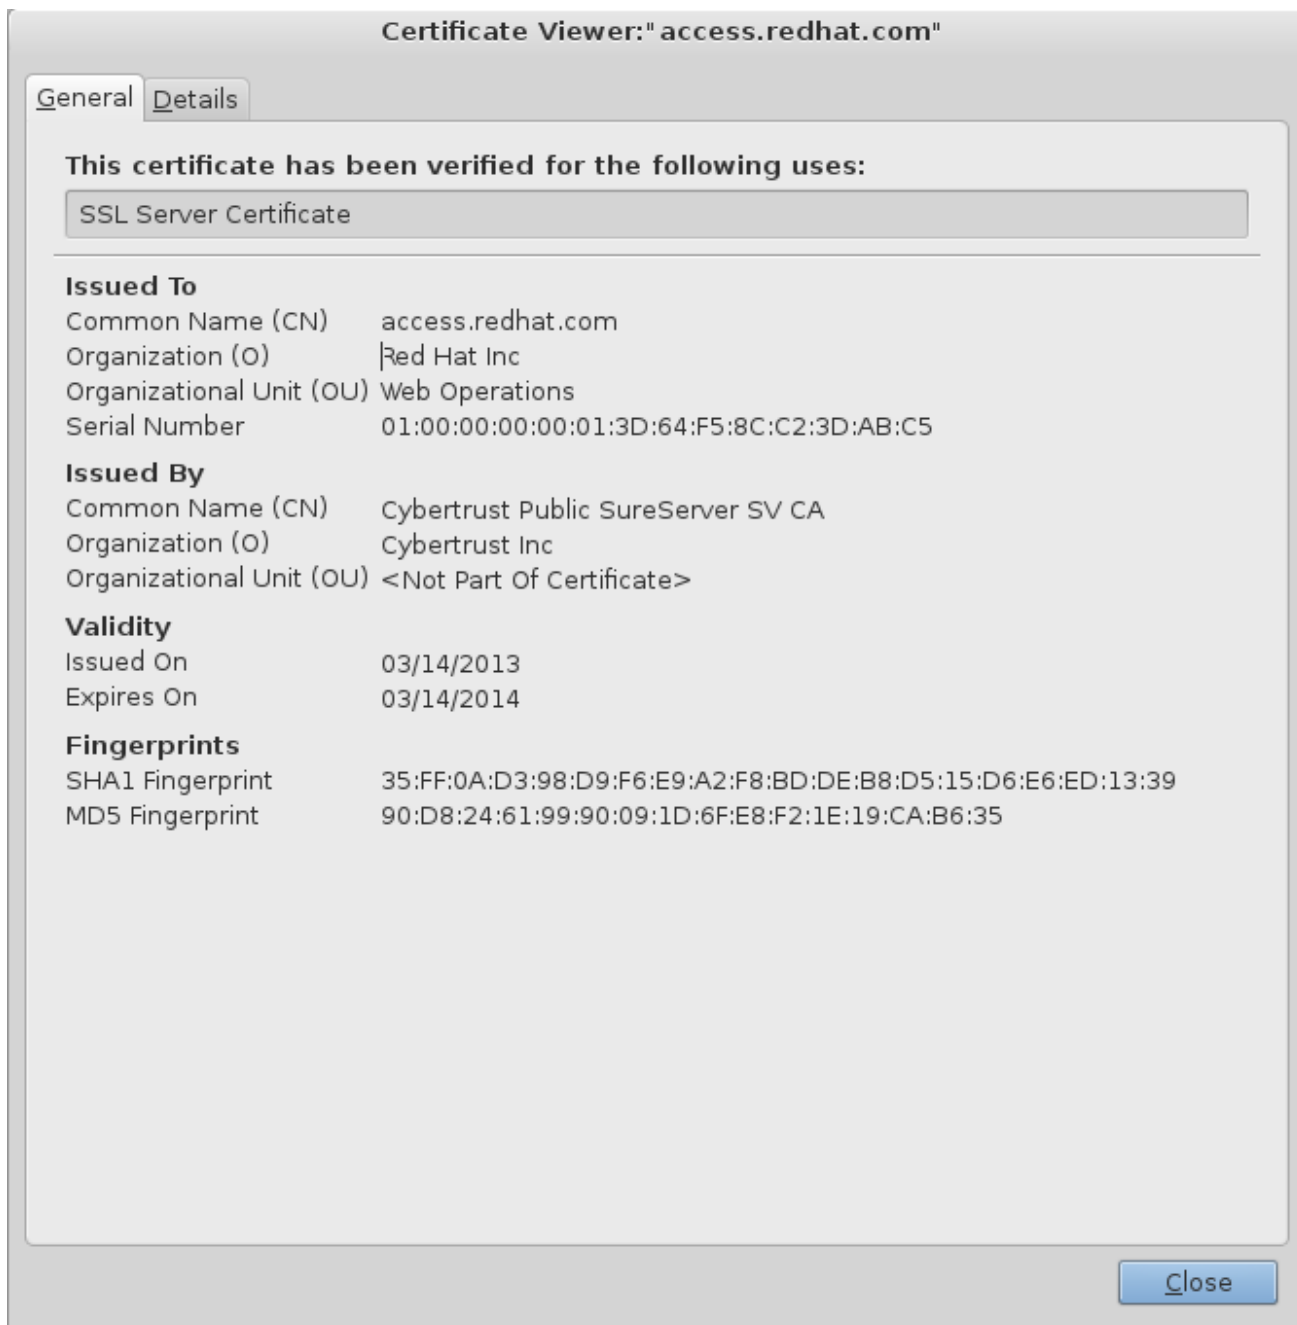 Certificate Viewer:"access.redhat.com"
General Details
This certificate has been verified for the following uses:
SSL Server Certificate
Issued To
Common Name (CN) access.redhat.com
Organization (O) Red Hat Inc
Organizational Unit (OU) Web Operations
Serial Number 01:00:00:00:00:01:3D:64:F5:8C:C2:3D:AB:C5
Issued By
Common Name (CN) Cybertrust Public SureServer SV CA
Organization (O) Cybertrust Inc
Organizational Unit (OU) <Not Part Of Certificate>
Validity
Issued On 03/14/2013
Expires On 03/14/2014
Fingerprints
SHA1 Fingerprint 35:FF:0A:D3:98:D9:F6:E9:A2:F8:BD:DE:B8:D5:15:D6:E6:ED:13:39
MD5 Fingerprint 90:D8:24:61:99:90:09:1D:6F:E8:F2:1E:19:CA:B6:35
Close